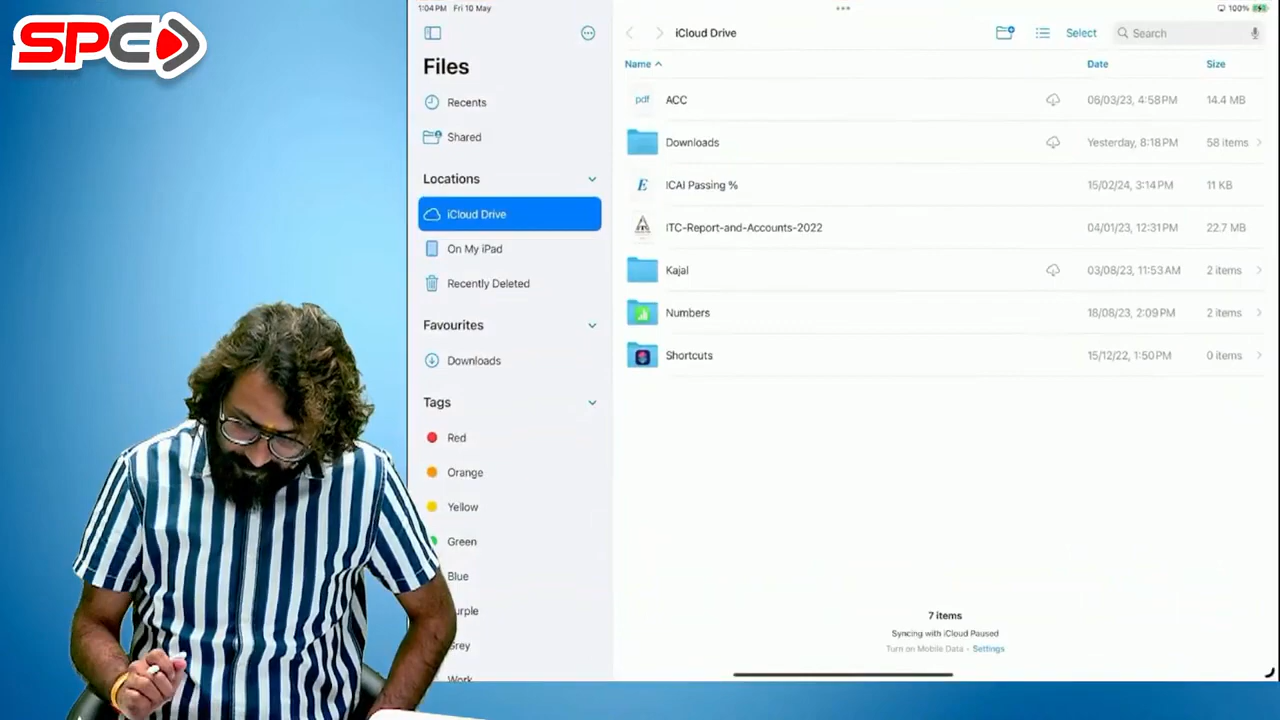 SPC
1:04 PM Fri 10 May
100%
Files
Recents
Shared
Locations
iCloud Drive
On My iPad
Recently Deleted
Favourites
Downloads
Tags
Red
Orange
Yellow
Green
Blue
urple
Grey
Work
iCloud Drive
Select
Search
Name Date Size
pdf ACC 06/03/23, 4:58 PM 14.4 MB
Downloads Yesterday, 8:18 PM 58 items
E ICAI Passing % 15/02/24, 3:14 PM 11 KB
ITC-Report-and-Accounts-2022 04/01/23, 12:31 PM 22.7 MB
Kajal 03/08/23, 11:53 AM 2 items
Numbers 18/08/23, 2:09 PM 2 items
Shortcuts 15/12/22, 1:50 PM 0 items
7 items
Syncing with iCloud Paused
Turn on Mobile Data - Settings